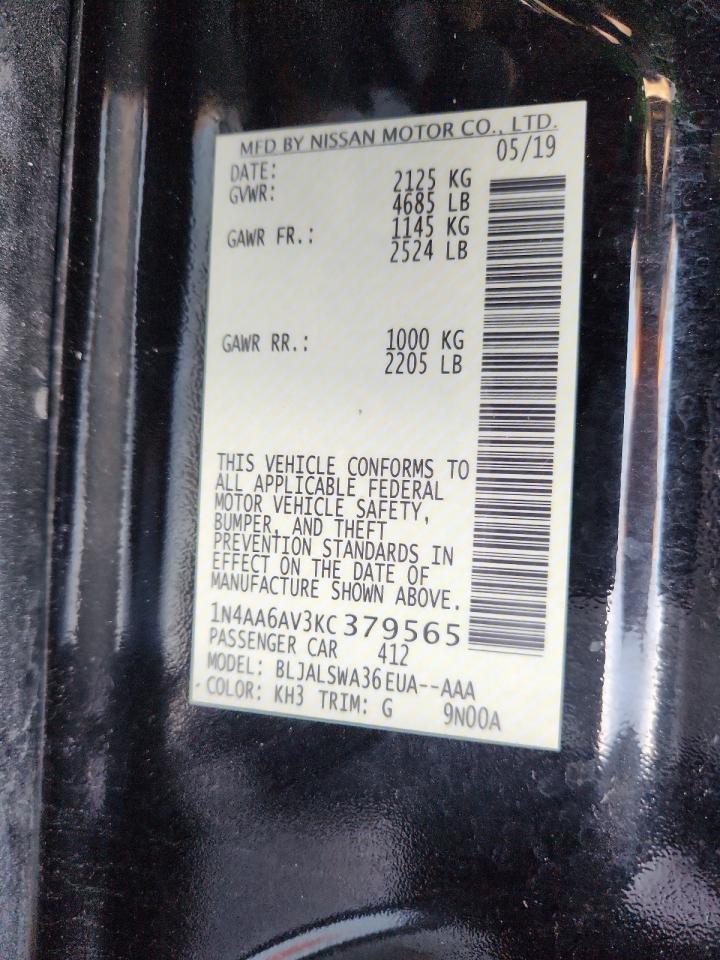 MFD BY NISSAN MOTOR CO., LTD.
DATE: 05/19
GVWR: 2125 KG
4685 LB
GAWR FR.: 1145 KG
2524 LB
GAWR RR.: 1000 KG
2205 LB
THIS VEHICLE CONFORMS TO
ALL APPLICABLE FEDERAL
MOTOR VEHICLE SAFETY,
BUMPER, AND THEFT
PREVENTION STANDARDS IN
EFFECT ON THE DATE OF
MANUFACTURE SHOWN ABOVE.
1N4AA6AV3KC379565
PASSENGER CAR 412
MODEL: BLJALSWA36EUA--AAA
COLOR: KH3 TRIM: G 9N00A